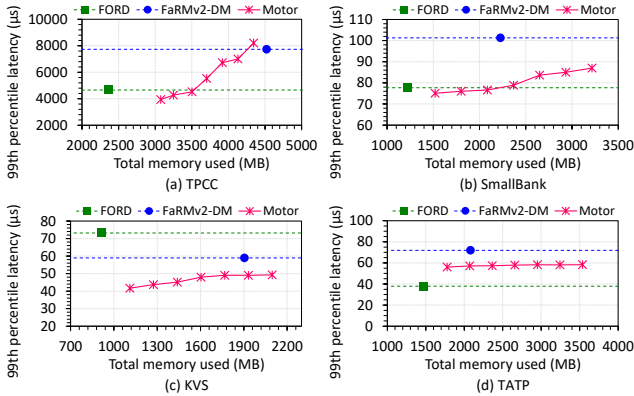 FORD FaRMv2-DM Motor
99th percentile latency (µs)
10000
8000
6000
4000
2000
2000 2500 3000 3500 4000 4500 5000
Total memory used (MB)
(a) TPCC
FORD FaRMv2-DM Motor
99th percentile latency (µs)
110
100
90
80
70
60
1000 1500 2000 2500 3000 3500
Total memory used (MB)
(b) SmallBank
FORD FaRMv2-DM Motor
99th percentile latency (µs)
80
70
60
50
40
30
20
700 1000 1300 1600 1900 2200
Total memory used (MB)
(c) KVS
FORD FaRMv2-DM Motor
99th percentile latency (µs)
100
80
60
40
20
0
1000 1500 2000 2500 3000 3500 4000
Total memory used (MB)
(d) TATP